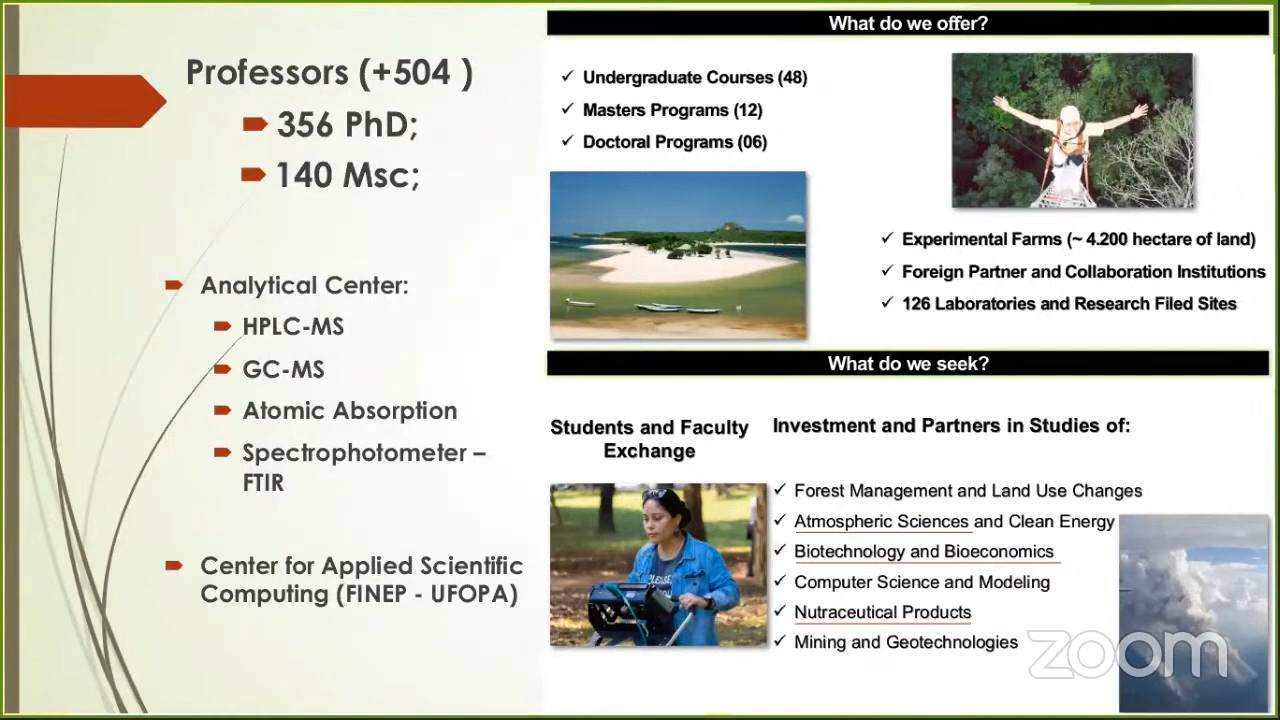 Professors (+504 )
356 PhD;
140 Msc;
Analytical Center:
HPLC-MS
GC-MS
Atomic Absorption
Spectrophotometer –
FTIR
Center for Applied Scientific
Computing (FINEP - UFOPA)
What do we offer?
✓ Undergraduate Courses (48)
✓ Masters Programs (12)
✓ Doctoral Programs (06)
✓ Experimental Farms (~ 4.200 hectare of land)
✓ Foreign Partner and Collaboration Institutions
✓ 126 Laboratories and Research Filed Sites
What do we seek?
Students and Faculty
Exchange
PLEASE
Investment and Partners in Studies of:
✓ Forest Management and Land Use Changes
✓ Atmospheric Sciences and Clean Energy
✓ Biotechnology and Bioeconomics
✓ Computer Science and Modeling
✓ Nutraceutical Products
✓ Mining and Geotechnologies
zoom